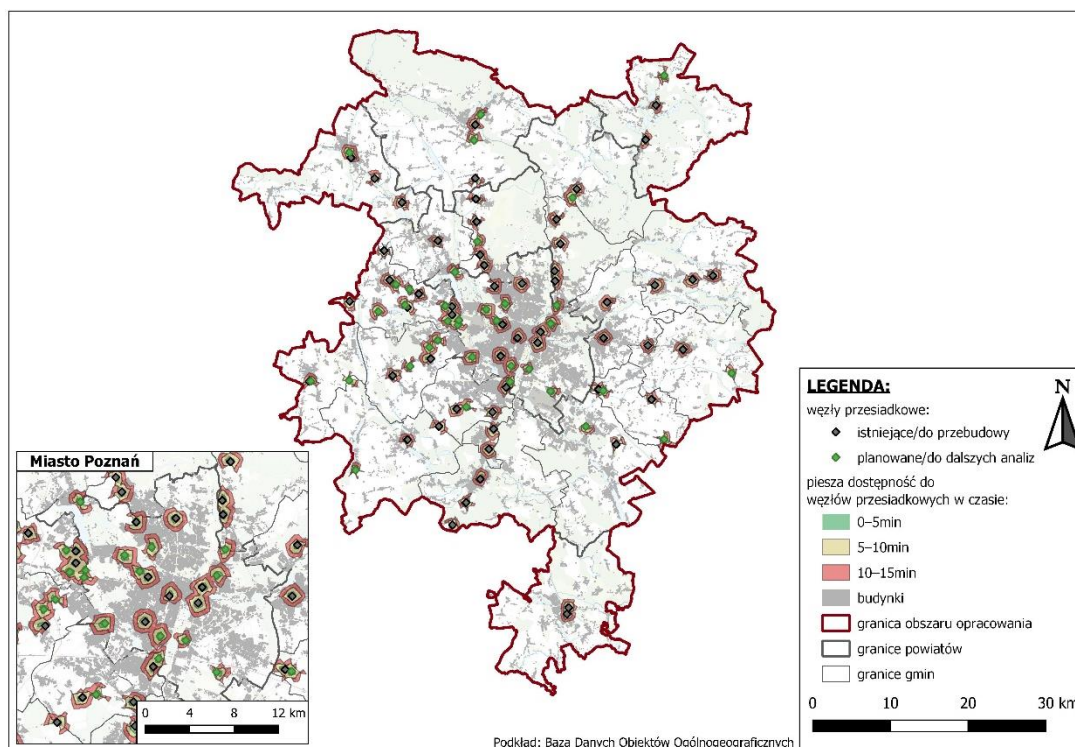 Miasto Poznań
0 4 8 12 km
LEGENDA:
N
węzły przesiadkowe:
istniejące/do przebudowy
planowane/do dalszych analiz
piesza dostępność do
węzłów przesiadkowych w czasie:
0–5min
5–10min
10–15min
budynki
granica obszaru opracowania
granice powiatów
granice gmin
0 10 20 30 km
Podkład: Baza Danych Obiektów Ogólnogeograficznych